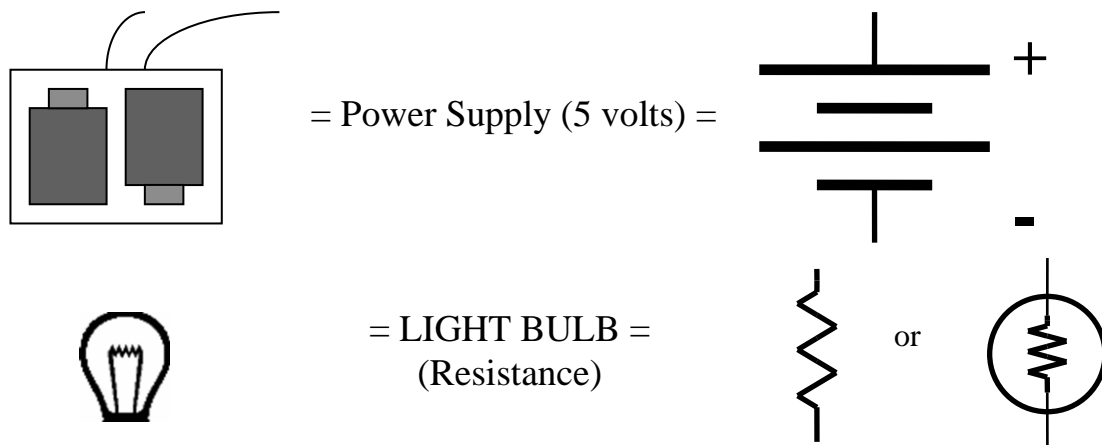 = Power Supply (5 volts) =
+
-
= LIGHT BULB =
(Resistance)
or